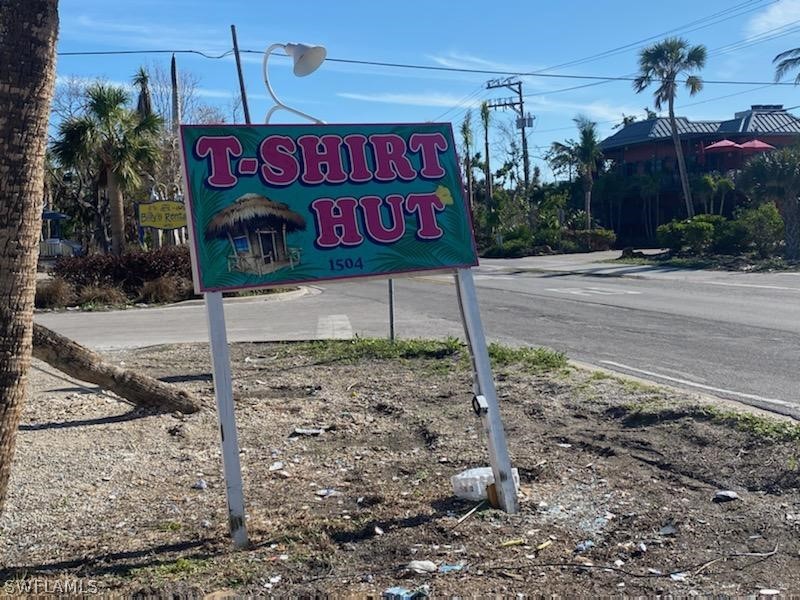 T-SHIRT
HUT
1504
Billy's Rentals
SWFLAMLS